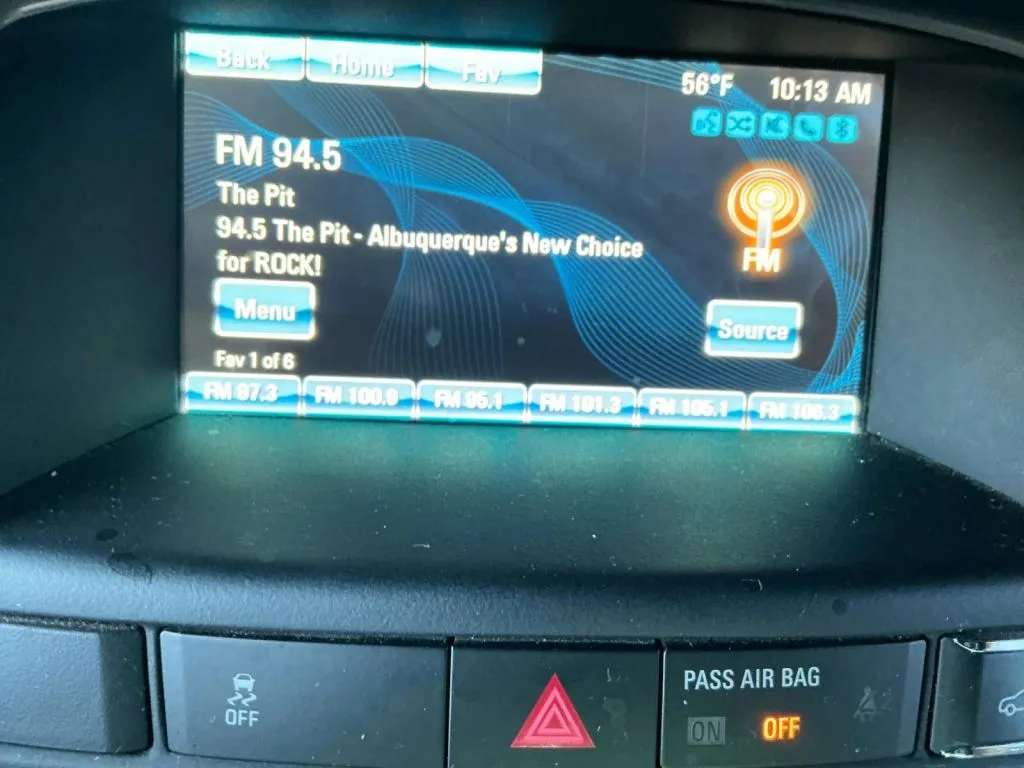 Back Home Fav
56°F 10:13 AM
FM 94.5
The Pit
94.5 The Pit - Albuquerque's New Choice
for ROCK!
FM
Menu
Source
Fav 1 of 6
FM 97.3 FM 100.9 FM 95.1 FM 101.3 FM 105.1 FM 106.3
PASS AIR BAG
OFF
ON OFF